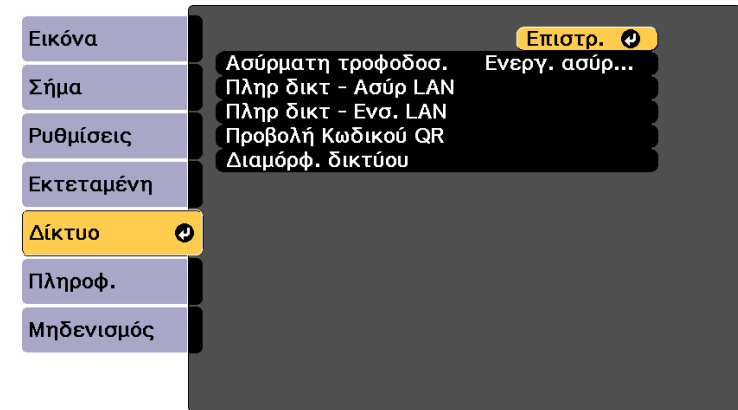 Εικόνα
Σήμα
Ρυθμίσεις
Εκτεταμένη
Δίκτυο
Πληροφ.
Μηδενισμός
Επιστρ.
Ασύρματη τροφοδοσ. Ενεργ. ασύρ...
Πληρ δικτ - Ασύρ LAN
Πληρ δικτ - Ενσ. LAN
Προβολή Κωδικού QR
Διαμόρφ. δικτύου